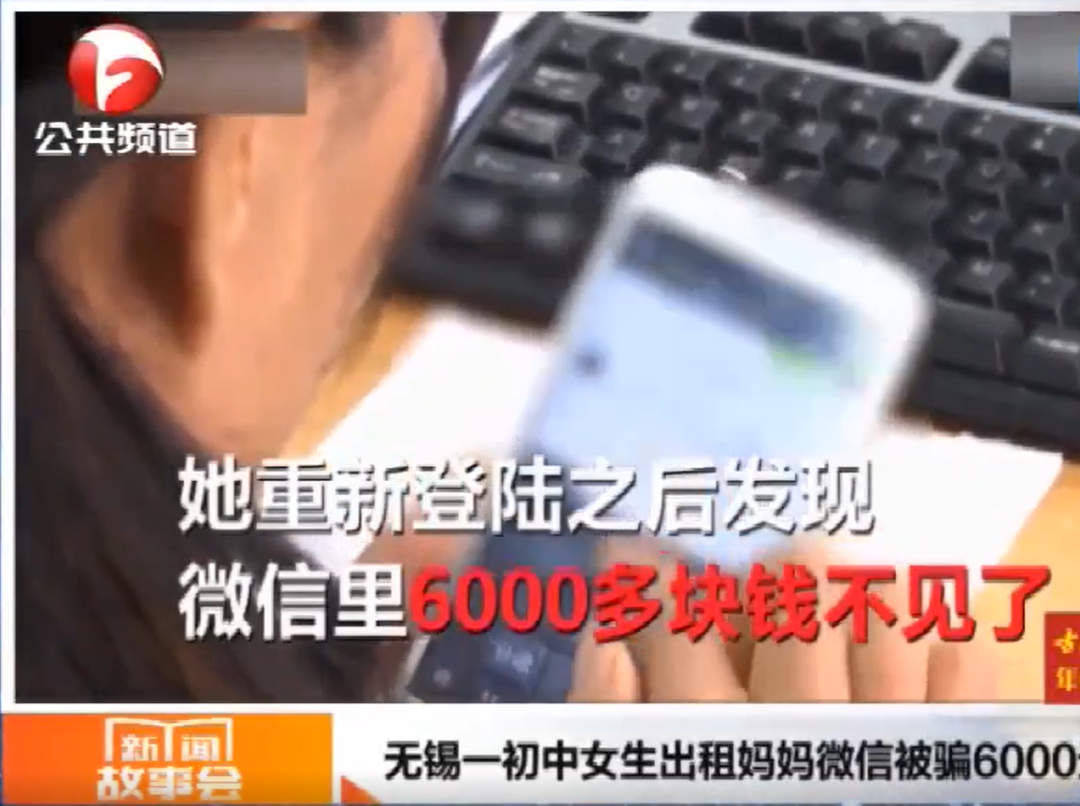 公共频道
她重新登陆之后发现
微信里6000多块钱不见了
年
新闻
故事会
无锡一初中女生出租妈妈微信被骗6000